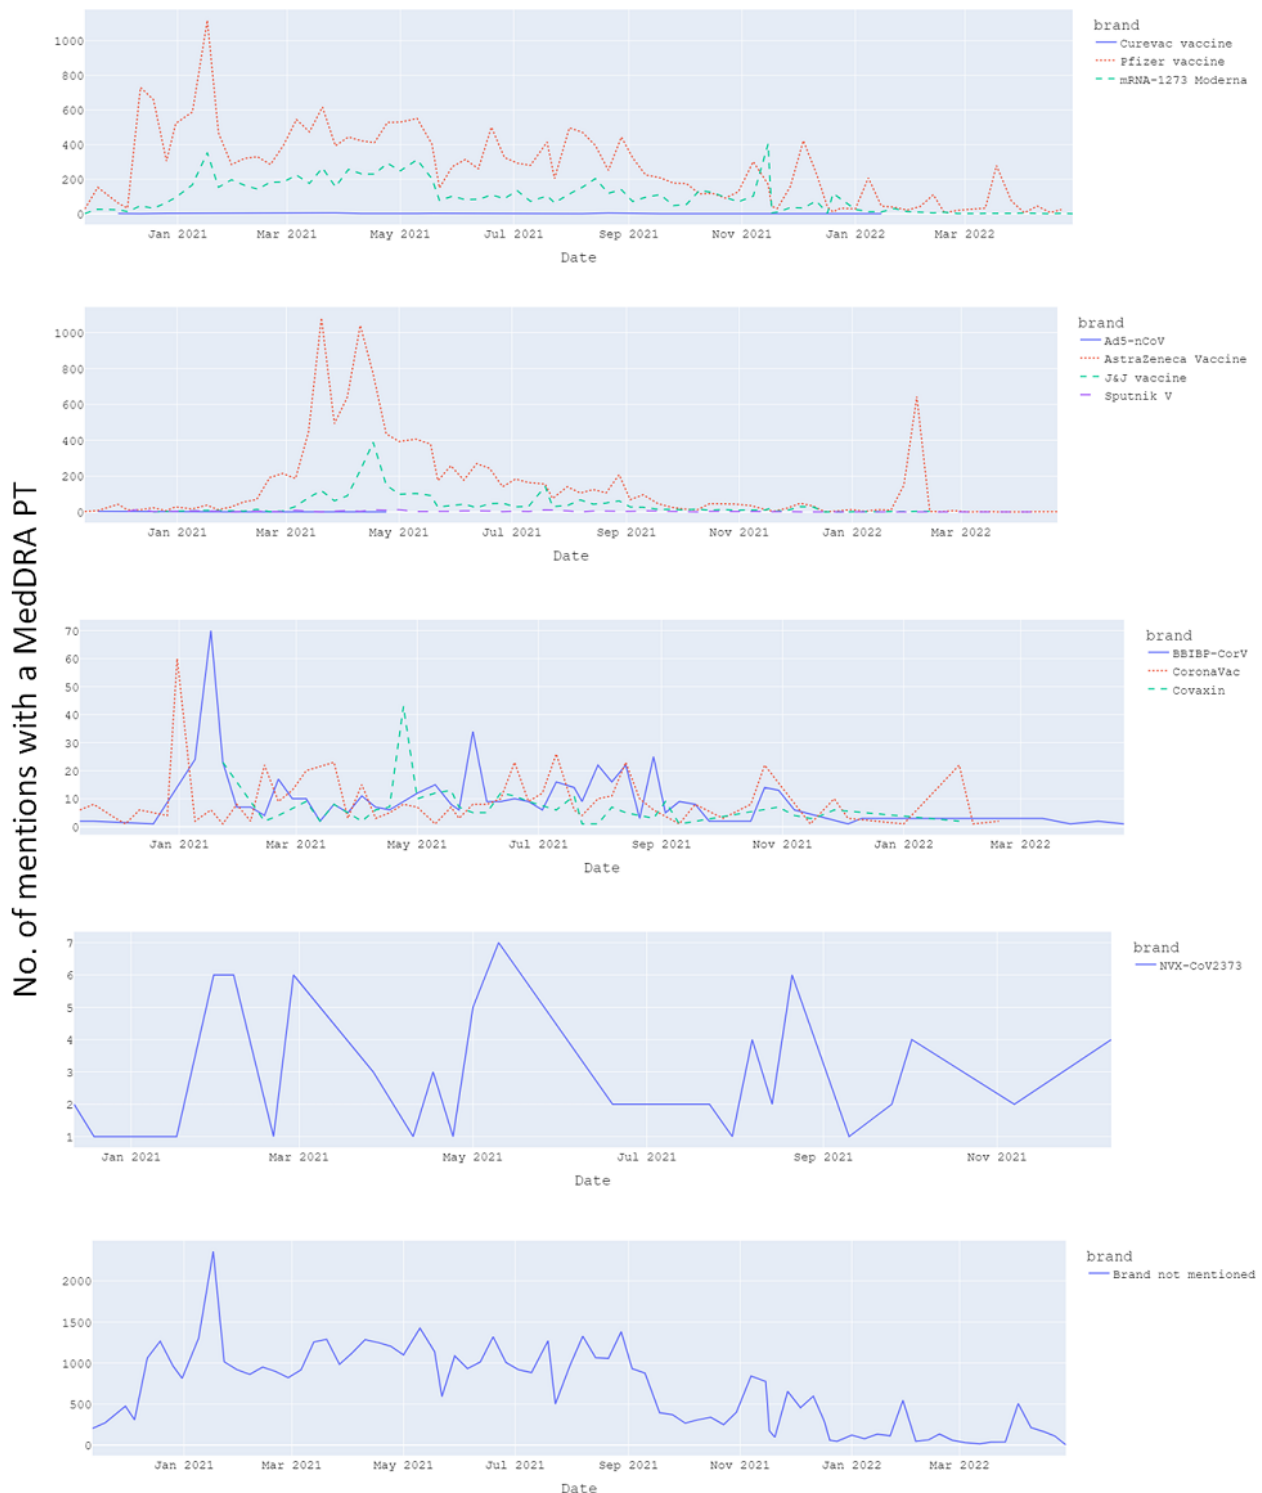 No. of mentions with a MedDRA PT
1000
800
600
400
200
0
Jan 2021 Mar 2021 May 2021 Jul 2021 Sep 2021 Nov 2021 Jan 2022 Mar 2022
Date
brand
Curevac vaccine
Pfizer vaccine
mRNA-1273 Moderna
1000
800
600
400
200
0
Jan 2021 Mar 2021 May 2021 Jul 2021 Sep 2021 Nov 2021 Jan 2022 Mar 2022
Date
brand
Ad5-nCoV
AstraZeneca Vaccine
J&J vaccine
Sputnik V
70
60
50
40
30
20
10
0
Jan 2021 Mar 2021 May 2021 Jul 2021 Sep 2021 Nov 2021 Jan 2022 Mar 2022
Date
brand
BBIBP-CorV
CoronaVac
Covaxin
7
6
5
4
3
2
1
Jan 2021 Mar 2021 May 2021 Jul 2021 Sep 2021 Nov 2021
Date
brand
NVX-CoV2373
2000
1500
1000
500
0
Jan 2021 Mar 2021 May 2021 Jul 2021 Sep 2021 Nov 2021 Jan 2022 Mar 2022
Date
brand
Brand not mentioned